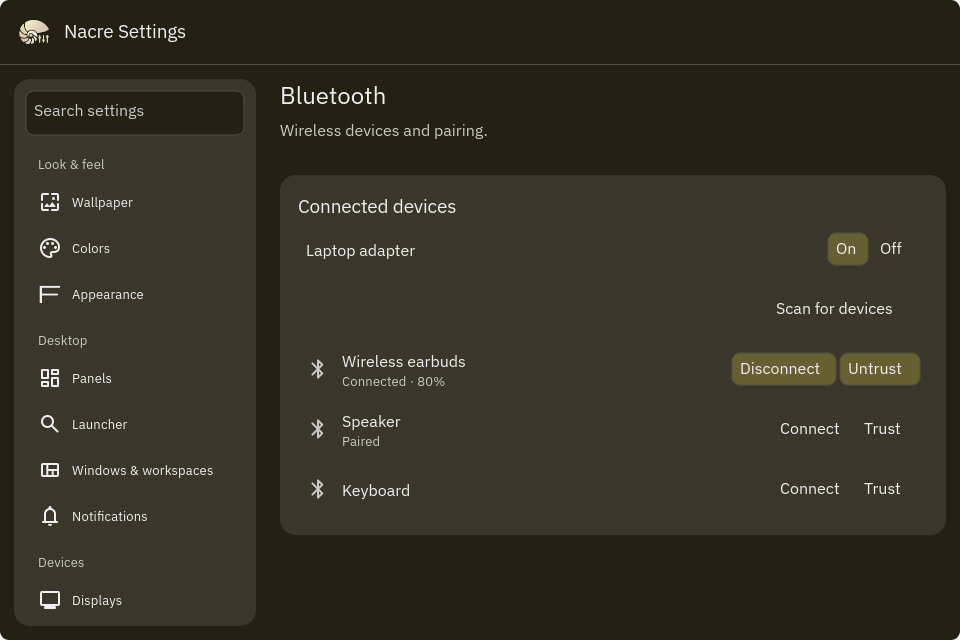 Nacre Settings
Search settings
Look & feel
Wallpaper
Colors
Appearance
Desktop
Panels
Launcher
Windows & workspaces
Notifications
Devices
Displays
Bluetooth
Wireless devices and pairing.
Connected devices
Laptop adapter
On Off
Scan for devices
Wireless earbuds
Connected · 80%
Disconnect Untrust
Speaker
Paired
Connect Trust
Keyboard
Connect Trust